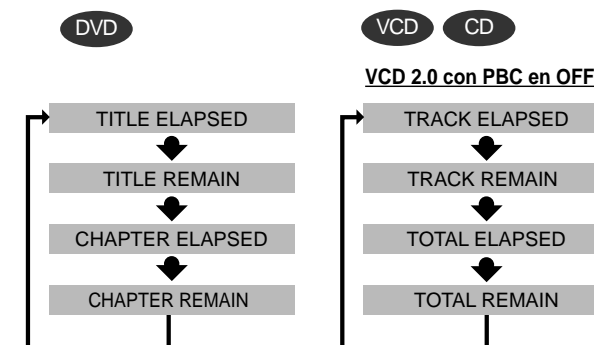 DVD
TITLE ELAPSED
TITLE REMAIN
CHAPTER ELAPSED
CHAPTER REMAIN
VCD CD
VCD 2.0 con PBC en OFF
TRACK ELAPSED
TRACK REMAIN
TOTAL ELAPSED
TOTAL REMAIN